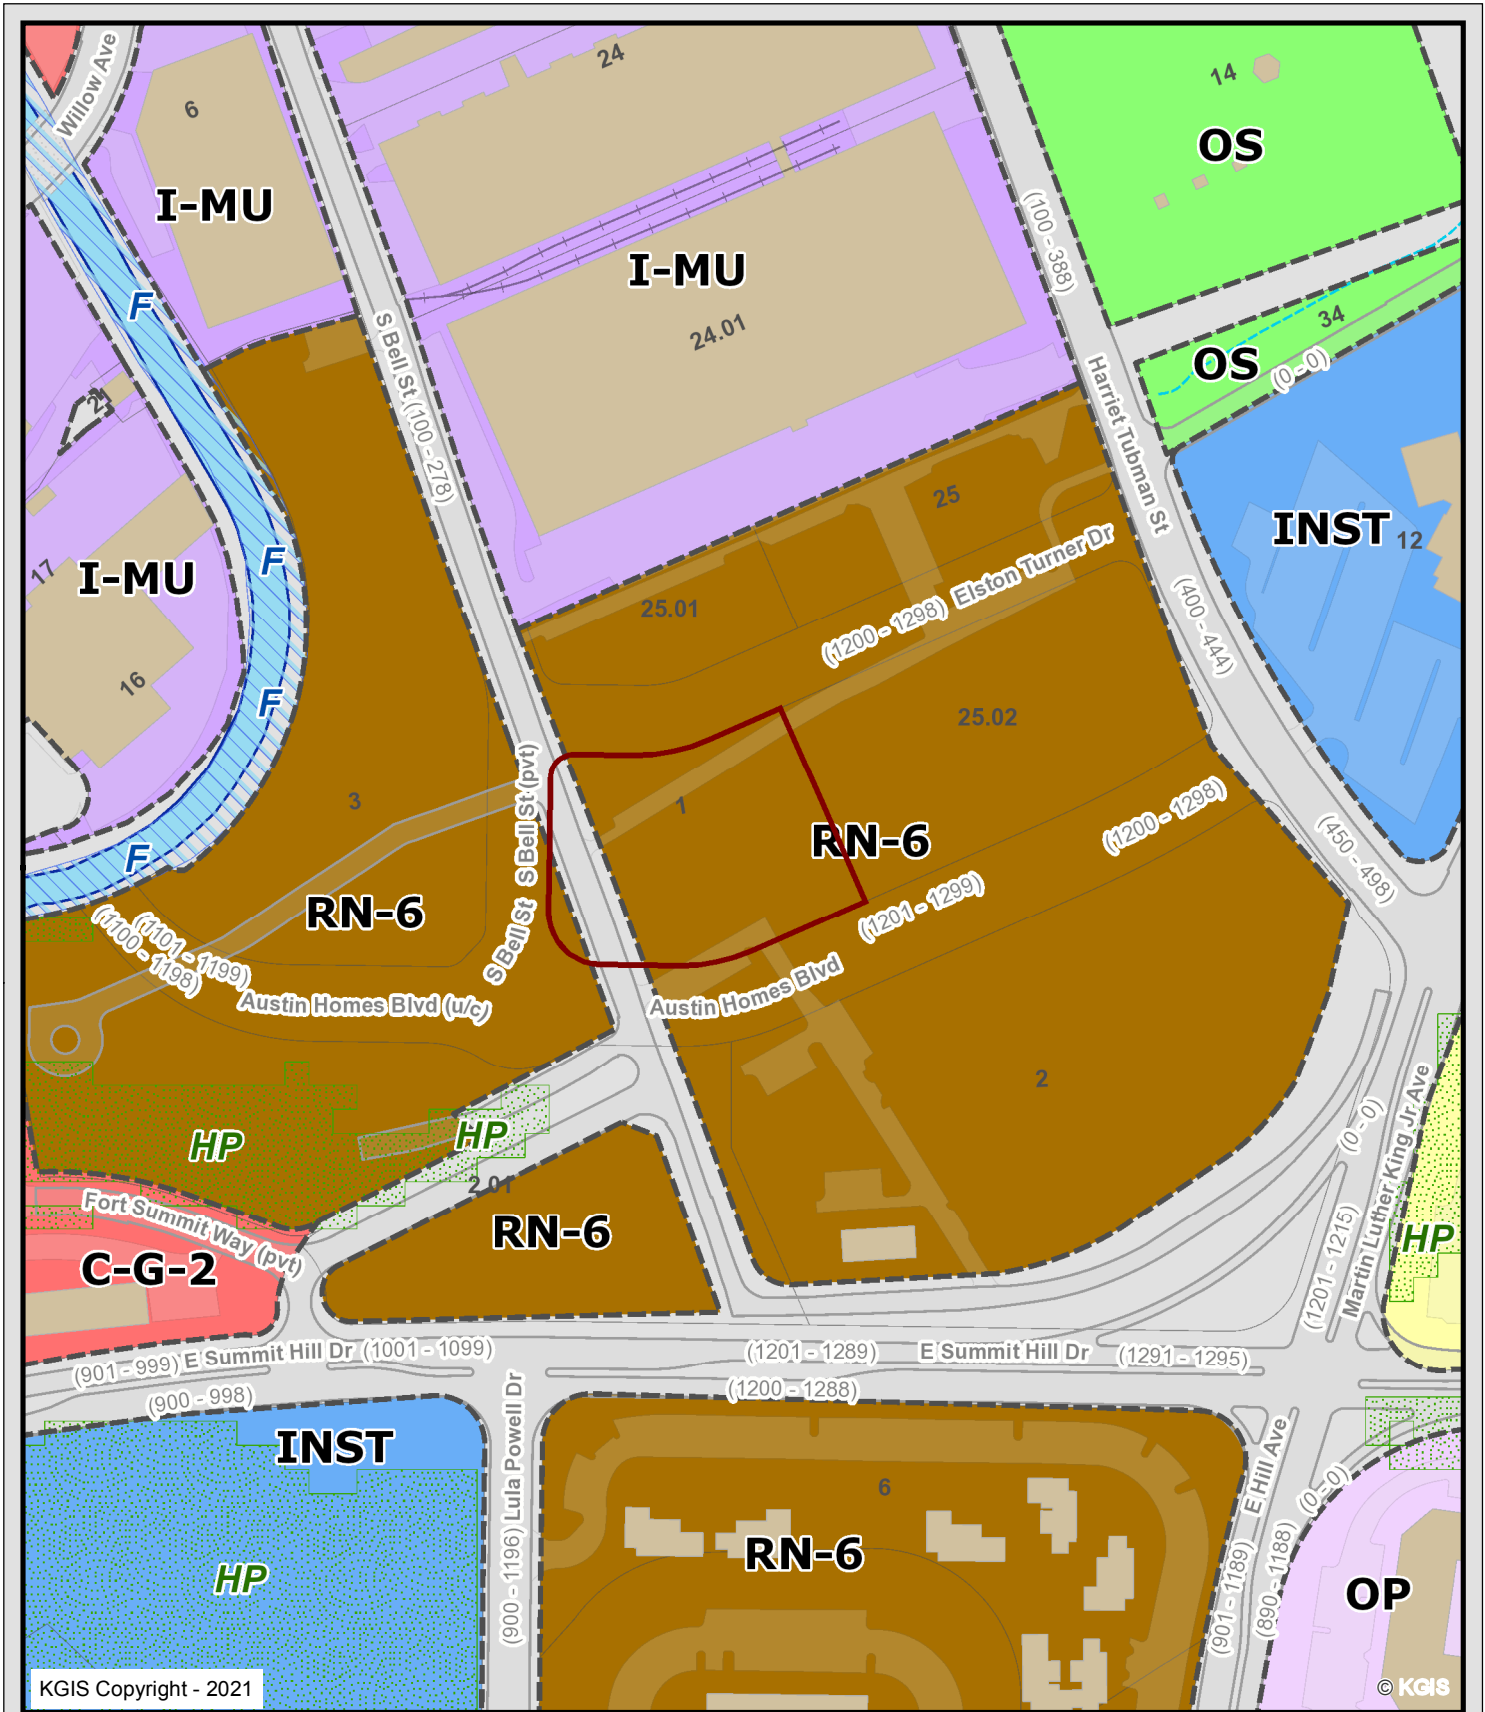 Willow Ave
6
24
14
I-MU
OS
(100 - 388)
I-MU
F
24.01
34
S Bell St (100 - 278)
OS
(0 - 0)
Harriet Tubman St
25
INST
12
17
I-MU
F
Elston Turner Dr
25.01
(1200 - 1298)
(400 - 444)
16
F
25.02
3
S Bell St (pvt)
1
RN-6
(1200 - 1298)
(450 - 498)
F
RN-6
S Bell St
(1201 - 1299)
(1101 - 1199)
(1100 - 1198)
Austin Homes Blvd (u/c)
Austin Homes Blvd
2
HP
HP
(0 - 0)
Martin Luther King Jr Ave
2.01
Fort Summit Way (pvt)
RN-6
HP
C-G-2
(1201 - 1215)
(901 - 999)
E Summit Hill Dr
(1001 - 1099)
(1201 - 1289)
E Summit Hill Dr
(1291 - 1295)
(900 - 998)
(1200 - 1288)
INST
Lula Powell Dr
(900 - 1196)
6
E Hill Ave
(0 - 0)
RN-6
HP
(901 - 1189)
(890 - 1188)
OP
KGIS Copyright - 2021
© KGIS